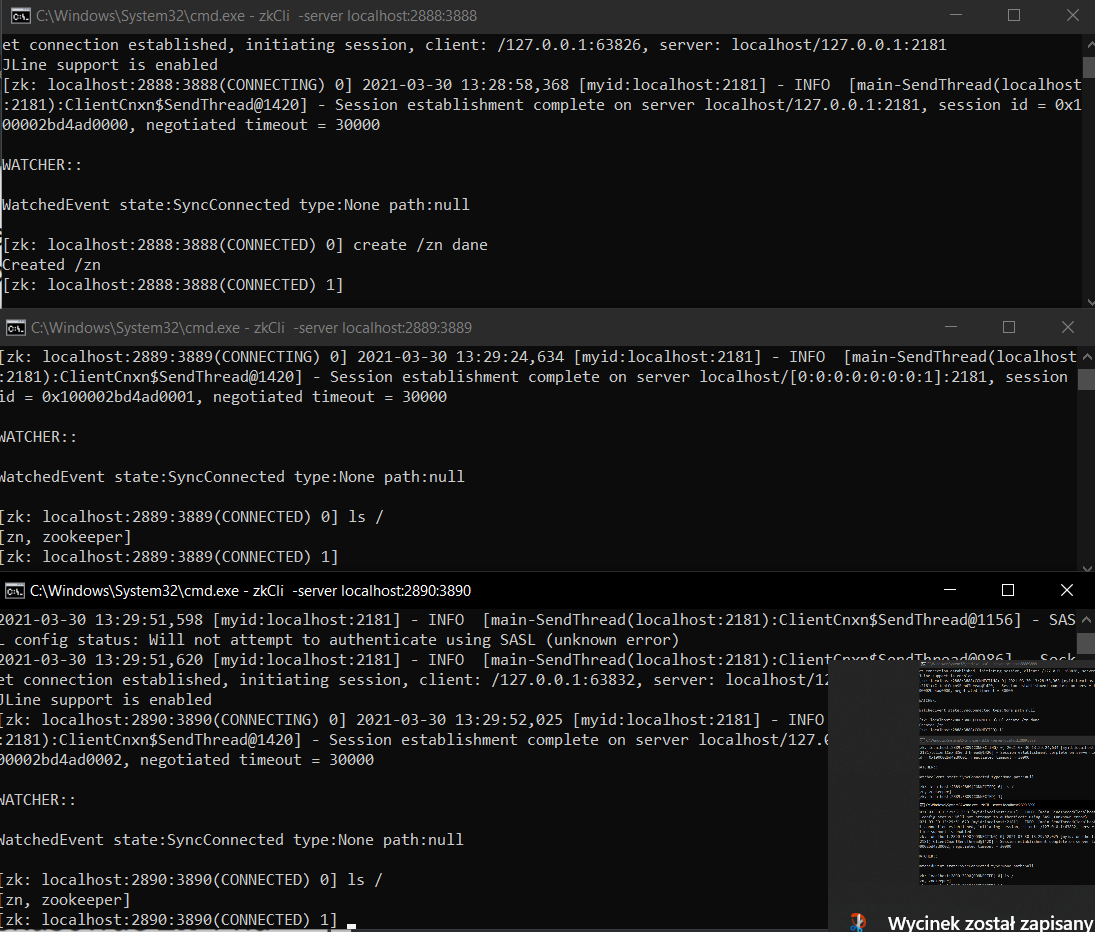 C:\Windows\System32\cmd.exe - zkCli  -server localhost:2888:3888
et connection established, initiating session, client: /127.0.0.1:63826, server: localhost/127.0.0.1:2181
JLine support is enabled
[zk: localhost:2888:3888(CONNECTING) 0] 2021-03-30 13:28:58,368 [myid:localhost:2181] - INFO  [main-SendThread(localhost
:2181):ClientCnxn$SendThread@1420] - Session establishment complete on server localhost/127.0.0.1:2181, session id = 0x1
00002bd4ad0000, negotiated timeout = 30000
WATCHER::
WatchedEvent state:SyncConnected type:None path:null
[zk: localhost:2888:3888(CONNECTED) 0] create /zn dane
Created /zn
[zk: localhost:2888:3888(CONNECTED) 1]
C:\Windows\System32\cmd.exe - zkCli  -server localhost:2889:3889
[zk: localhost:2889:3889(CONNECTING) 0] 2021-03-30 13:29:24,634 [myid:localhost:2181] - INFO  [main-SendThread(localhost
:2181):ClientCnxn$SendThread@1420] - Session establishment complete on server localhost/[0:0:0:0:0:0:0:1]:2181, session
id = 0x100002bd4ad0001, negotiated timeout = 30000
WATCHER::
WatchedEvent state:SyncConnected type:None path:null
[zk: localhost:2889:3889(CONNECTED) 0] ls /
[zn, zookeeper]
[zk: localhost:2889:3889(CONNECTED) 1]
C:\Windows\System32\cmd.exe - zkCli  -server localhost:2890:3890
2021-03-30 13:29:51,598 [myid:localhost:2181] - INFO  [main-SendThread(localhost:2181):ClientCnxn$SendThread@1156] - SAS
L config status: Will not attempt to authenticate using SASL (unknown error)
2021-03-30 13:29:51,620 [myid:localhost:2181] - INFO  [main-SendThread(localhost:2181):ClientCnxn$SendThread@986] - Sock
et connection established, initiating session, client: /127.0.0.1:63832, server: localhost/12
JLine support is enabled
[zk: localhost:2890:3890(CONNECTING) 0] 2021-03-30 13:29:52,025 [myid:localhost:2181] - INFO
:2181):ClientCnxn$SendThread@1420] - Session establishment complete on server localhost/127.0
00002bd4ad0002, negotiated timeout = 30000
WATCHER::
WatchedEvent state:SyncConnected type:None path:null
[zk: localhost:2890:3890(CONNECTED) 0] ls /
[zn, zookeeper]
[zk: localhost:2890:3890(CONNECTED) 1]
Wycinek został zapisany